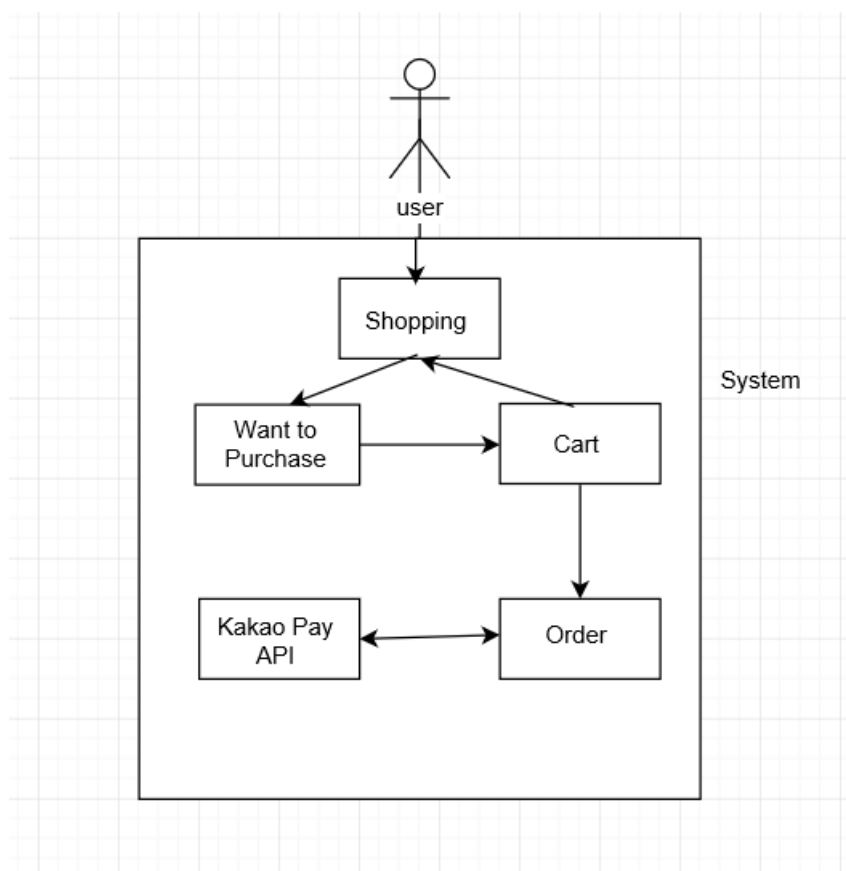 user
Shopping
System
Want to
Purchase
Cart
Kakao Pay
API
Order